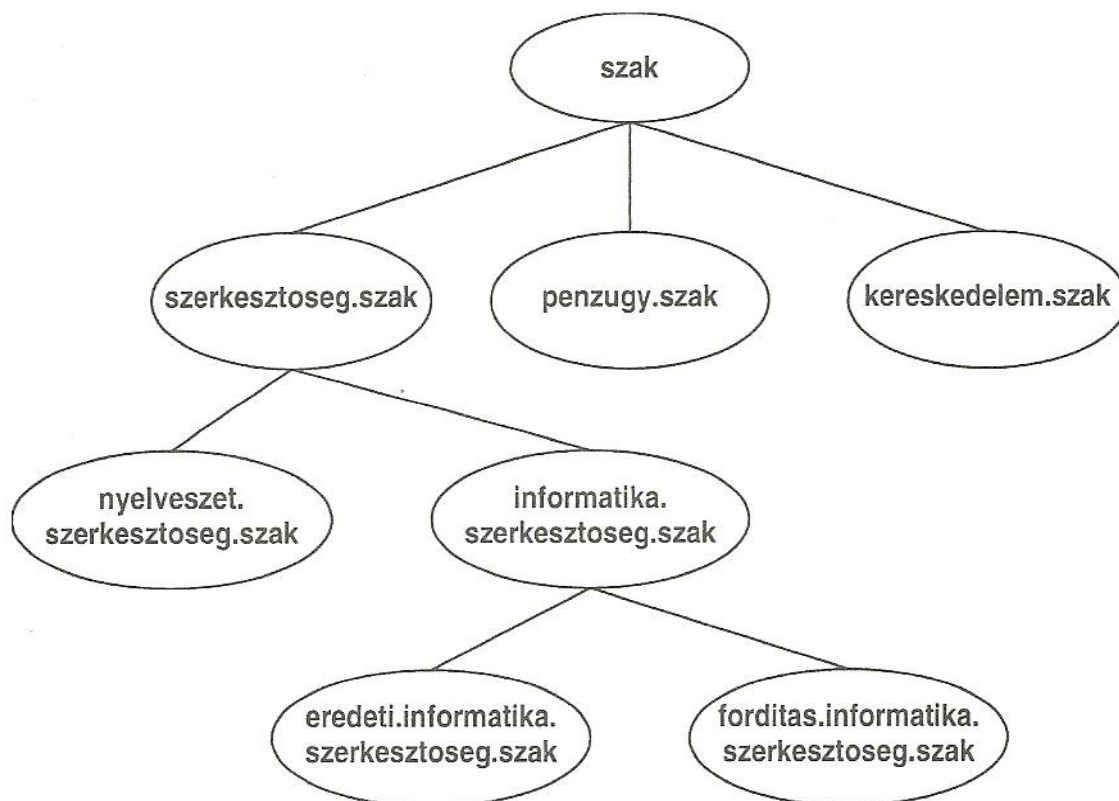 szak
szerkesztoseg.szak
penzugy.szak
kereskedelem.szak
nyelveszet.
szerkesztoseg.szak
informatika.
szerkesztoseg.szak
eredeti.informatika.
szerkesztoseg.szak
forditas.informatika.
szerkesztoseg.szak